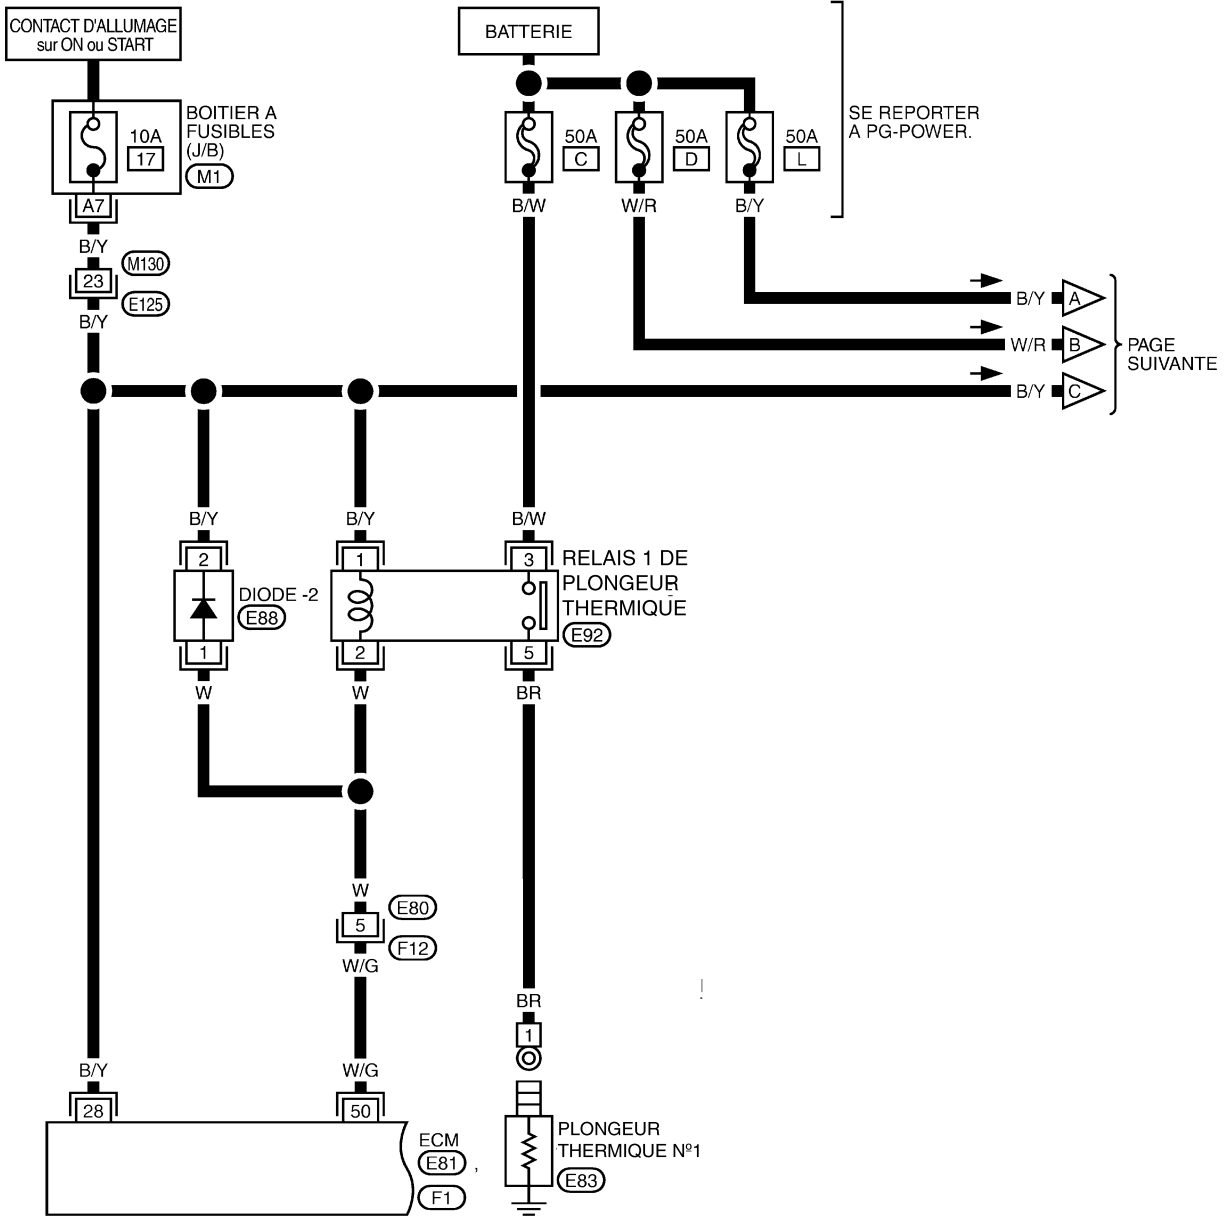 CONTACT D'ALLUMAGE
sur ON ou START
BATTERIE
BOITIER A
FUSIBLES
(J/B)
M1
10A
17
A7
B/Y
M130
23
E125
B/Y
50A
C
50A
D
50A
L
SE REPORTER
A PG-POWER.
B/W
W/R
B/Y
B/Y
A
W/R
B
B/Y
C
PAGE
SUIVANTE
B/Y
B/Y
B/W
2
1
3
RELAIS 1 DE
PLONGEUR
THERMIQUE
E92
DIODE -2
E88
1
2
5
W
W
BR
W
E80
5
F12
W/G
BR
1
B/Y
W/G
28
50
ECM
E81 ,
F1
PLONGEUR
THERMIQUE Nº1
E83